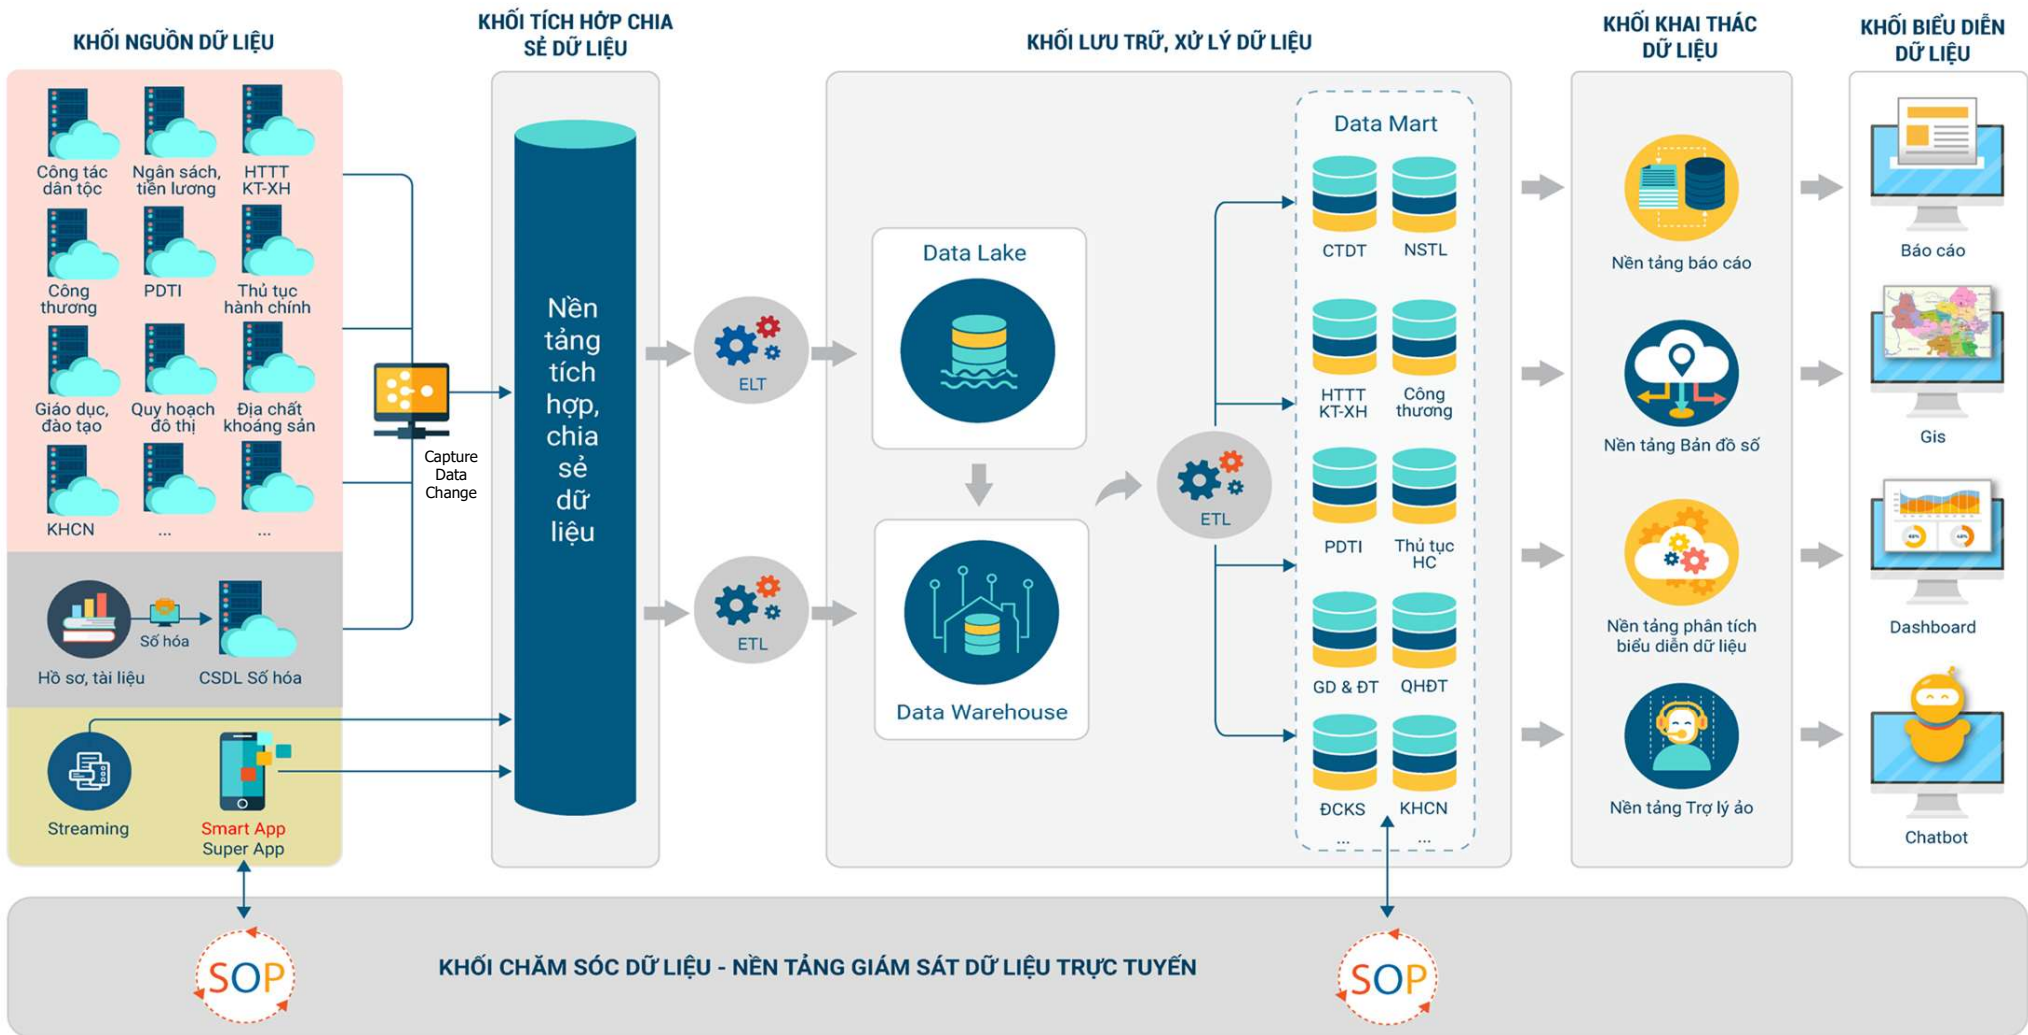 KHỐI NGUỒN DỮ LIỆU
Công tác
dân tộc
Ngân sách,
tiền lương
HTTT
KT-XH
Công
thương
PDTI
Thủ tục
hành chính
Giáo dục,
đào tạo
Quy hoạch
đô thị
Địa chất
khoáng sản
KHCN
...
...
Hồ sơ, tài liệu
Số hóa
CSDL Số hóa
Streaming
Smart App
Super App
Capture
Data
Change
KHỐI TÍCH HỚP CHIA
SẺ DỮ LIỆU
Nền
tảng
tích
hợp,
chia
sẻ
dữ
liệu
KHỐI LƯU TRỮ, XỬ LÝ DỮ LIỆU
ELT
ETL
Data Lake
Data Warehouse
ETL
Data Mart
CTDT
NSTL
HTTT
KT-XH
Công
thương
PDTI
Thủ tục
HC
GD & ĐT
QHĐT
ĐCKS
KHCN
...
...
KHỐI KHAI THÁC
DỮ LIỆU
Nền tảng báo cáo
Nền tảng Bản đồ số
Nền tảng phân tích
biểu diễn dữ liệu
Nền tảng Trợ lý ảo
KHỐI BIỂU DIỄN
DỮ LIỆU
Báo cáo
Gis
Dashboard
Chatbot
SOP
KHỐI CHĂM SÓC DỮ LIỆU - NỀN TẢNG GIÁM SÁT DỮ LIỆU TRỰC TUYẾN
SOP